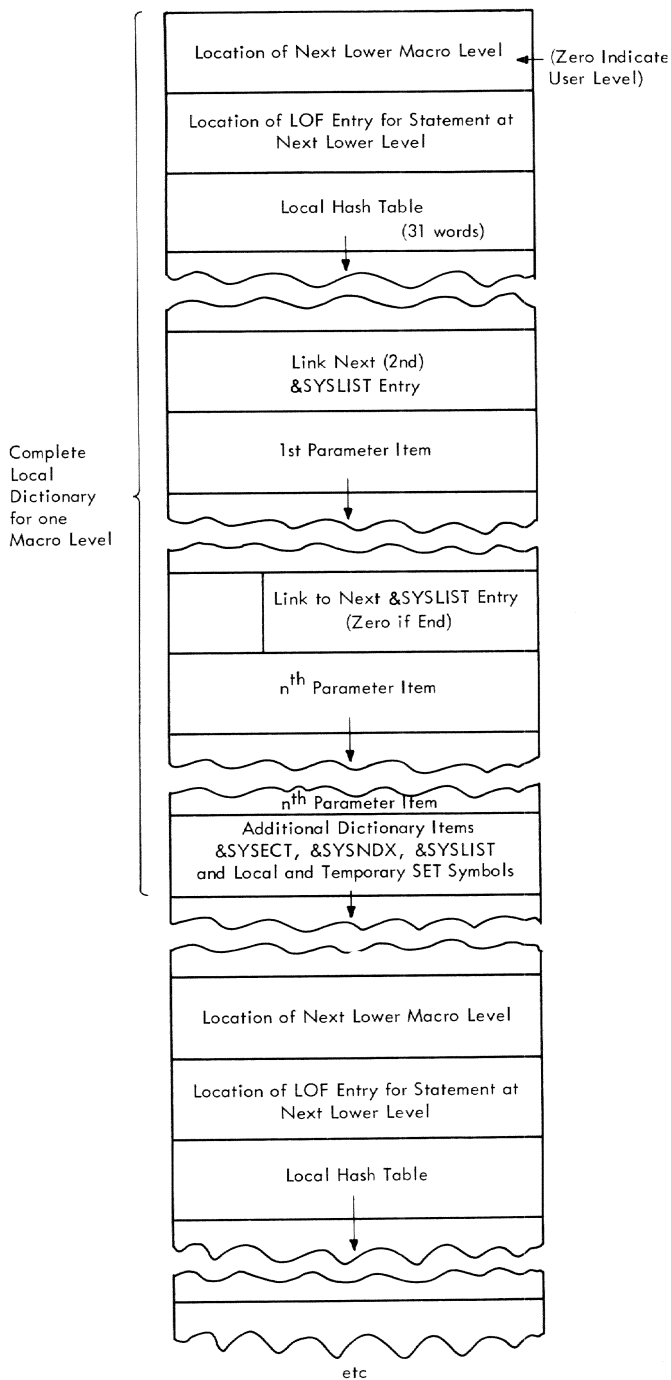 Location of Next Lower Macro Level
(Zero Indicate
User Level)
Location of LOF Entry for Statement at
Next Lower Level
Local Hash Table
(31 words)
Link Next (2nd)
&SYSLIST Entry
1st Parameter Item
Complete
Local
Dictionary
for one
Macro Level
Link to Next &SYSLIST Entry
(Zero if End)
nth Parameter Item
nth Parameter Item
Additional Dictionary Items
&SYSECT, &SYSNDX, &SYSLIST
and Local and Temporary SET Symbols
Location of Next Lower Macro Level
Location of LOF Entry for Statement at
Next Lower Level
Local Hash Table
etc